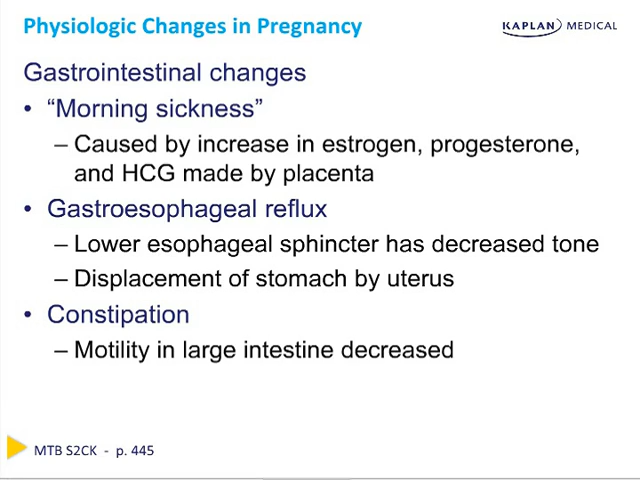 Physiologic Changes in Pregnancy
KAPLAN MEDICAL
Gastrointestinal changes
• “Morning sickness”
– Caused by increase in estrogen, progesterone,
and HCG made by placenta
• Gastroesophageal reflux
– Lower esophageal sphincter has decreased tone
– Displacement of stomach by uterus
• Constipation
– Motility in large intestine decreased
MTB S2CK - p. 445